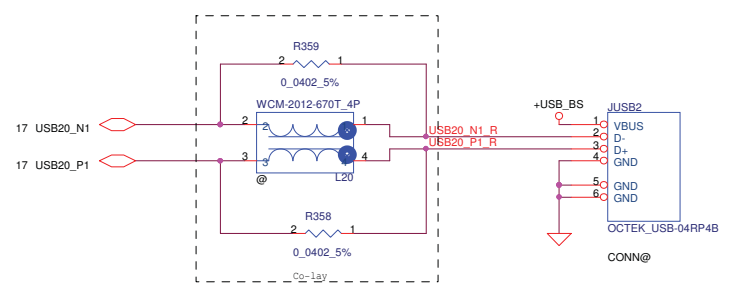 R359
2 1
0_0402_5%
WCM-2012-670T_4P
17 USB20_N1
2 2 1
USB20_N1_R
17 USB20_P1
3 3 4
USB20_P1_R
@ L20
R358
2 1
0_0402_5%
Co-lay
+USB_BS
JUSB2
1 VBUS
2 D-
3 D+
4 GND
5 GND
6 GND
OCTEK_USB-04RP4B
CONN@